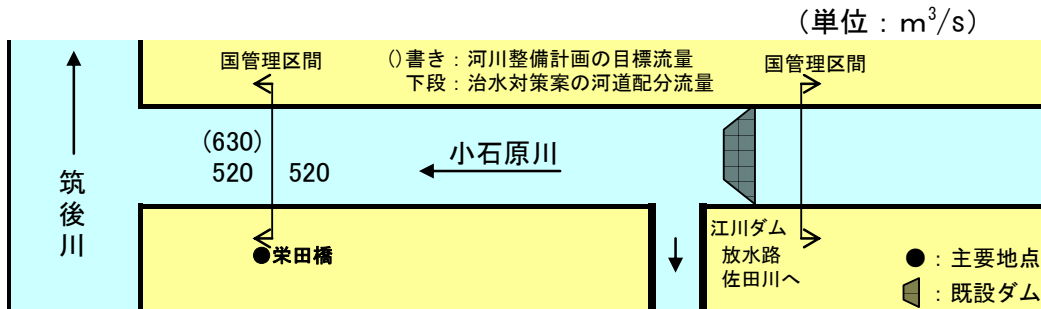 (単位：m³/s)
国管理区間
()書き：河川整備計画の目標流量
下段：治水対策案の河道配分流量
国管理区間
(630)
520
520
小石原川
筑後川
●栄田橋
江川ダム
放水路
佐田川へ
●：主要地点
：既設ダム